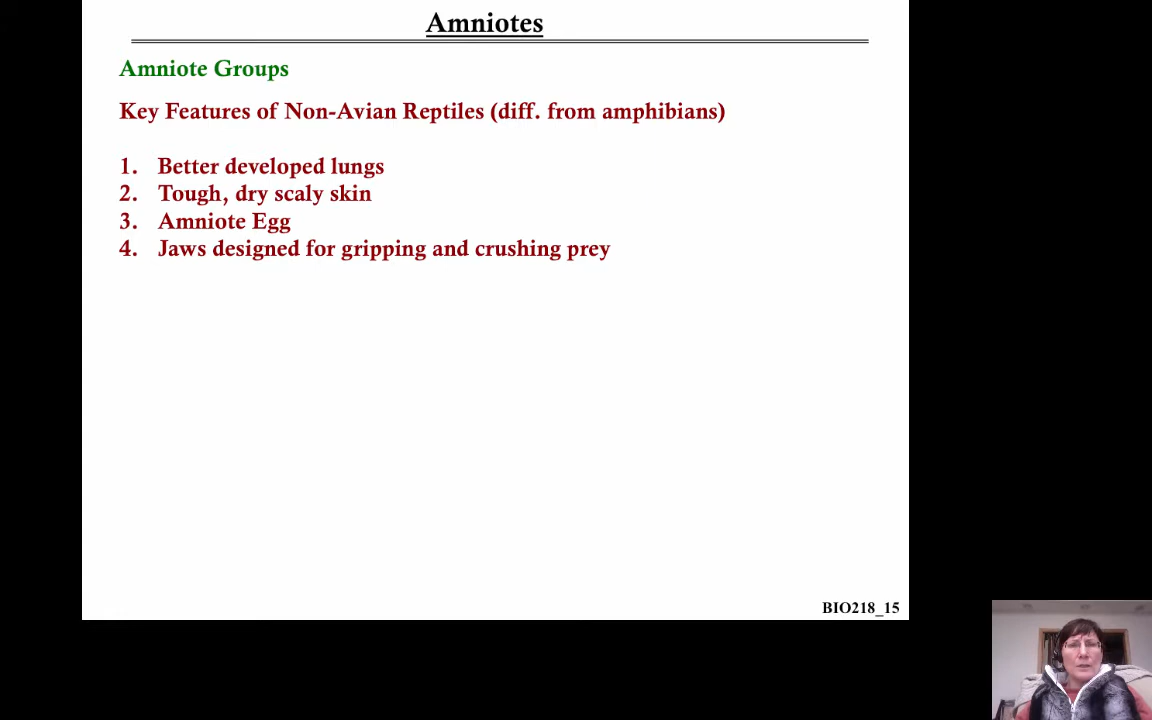 Amniotes
Amniote Groups
Key Features of Non-Avian Reptiles (diff. from amphibians)
1. Better developed lungs
2. Tough, dry scaly skin
3. Amniote Egg
4. Jaws designed for gripping and crushing prey
BIO218_15